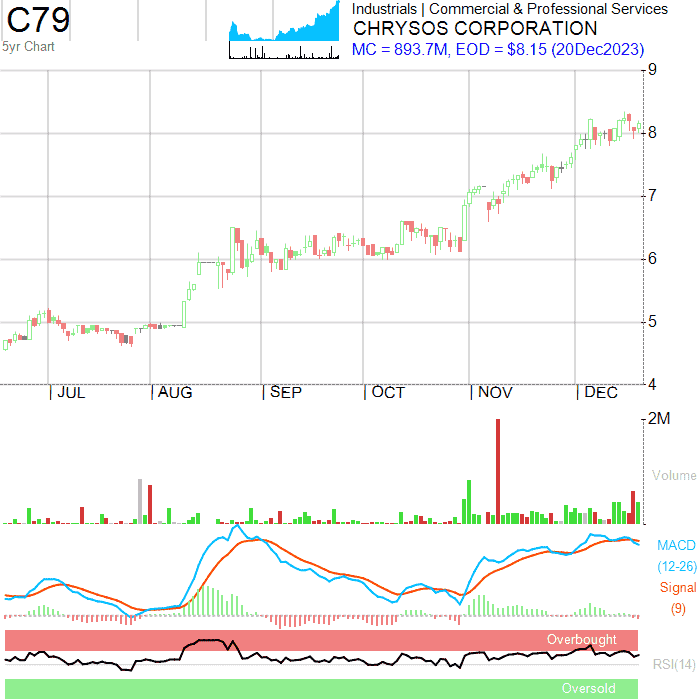 C79
5yr Chart
Industrials | Commercial & Professional Services
CHRYSOS CORPORATION
MC = 893.7M, EOD = $8.15 (20Dec2023)
9
8
7
6
5
4
JUL
AUG
SEP
OCT
NOV
DEC
2M
Volume
MACD
(12-26)
Signal
(9)
Overbought
RSI(14)
Oversold